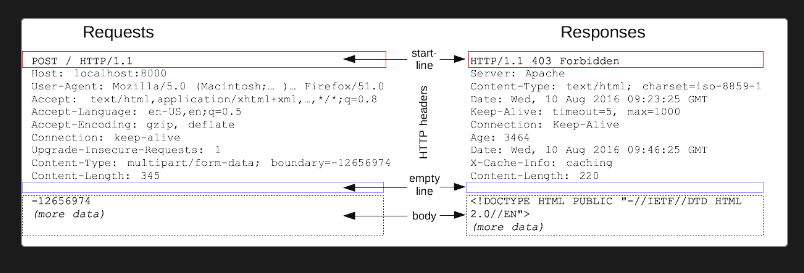 Requests
Responses
POST / HTTP/1.1
Host: localhost:8000
User-Agent: Mozilla/5.0 (Macintosh;… )… Firefox/51.0
Accept: text/html,application/xhtml+xml,…,*/*;q=0.8
Accept-Language: en-US,en;q=0.5
Accept-Encoding: gzip, deflate
Connection: keep-alive
Upgrade-Insecure-Requests: 1
Content-Type: multipart/form-data; boundary=-12656974
Content-Length: 345
-12656974
(more data)
start-
line
HTTP headers
empty
line
body
HTTP/1.1 403 Forbidden
Server: Apache
Content-Type: text/html; charset=iso-8859-1
Date: Wed, 10 Aug 2016 09:23:25 GMT
Keep-Alive: timeout=5, max=1000
Connection: Keep-Alive
Age: 3464
Date: Wed, 10 Aug 2016 09:46:25 GMT
X-Cache-Info: caching
Content-Length: 220
<!DOCTYPE HTML PUBLIC "-//IETF//DTD HTML
2.0//EN">
(more data)